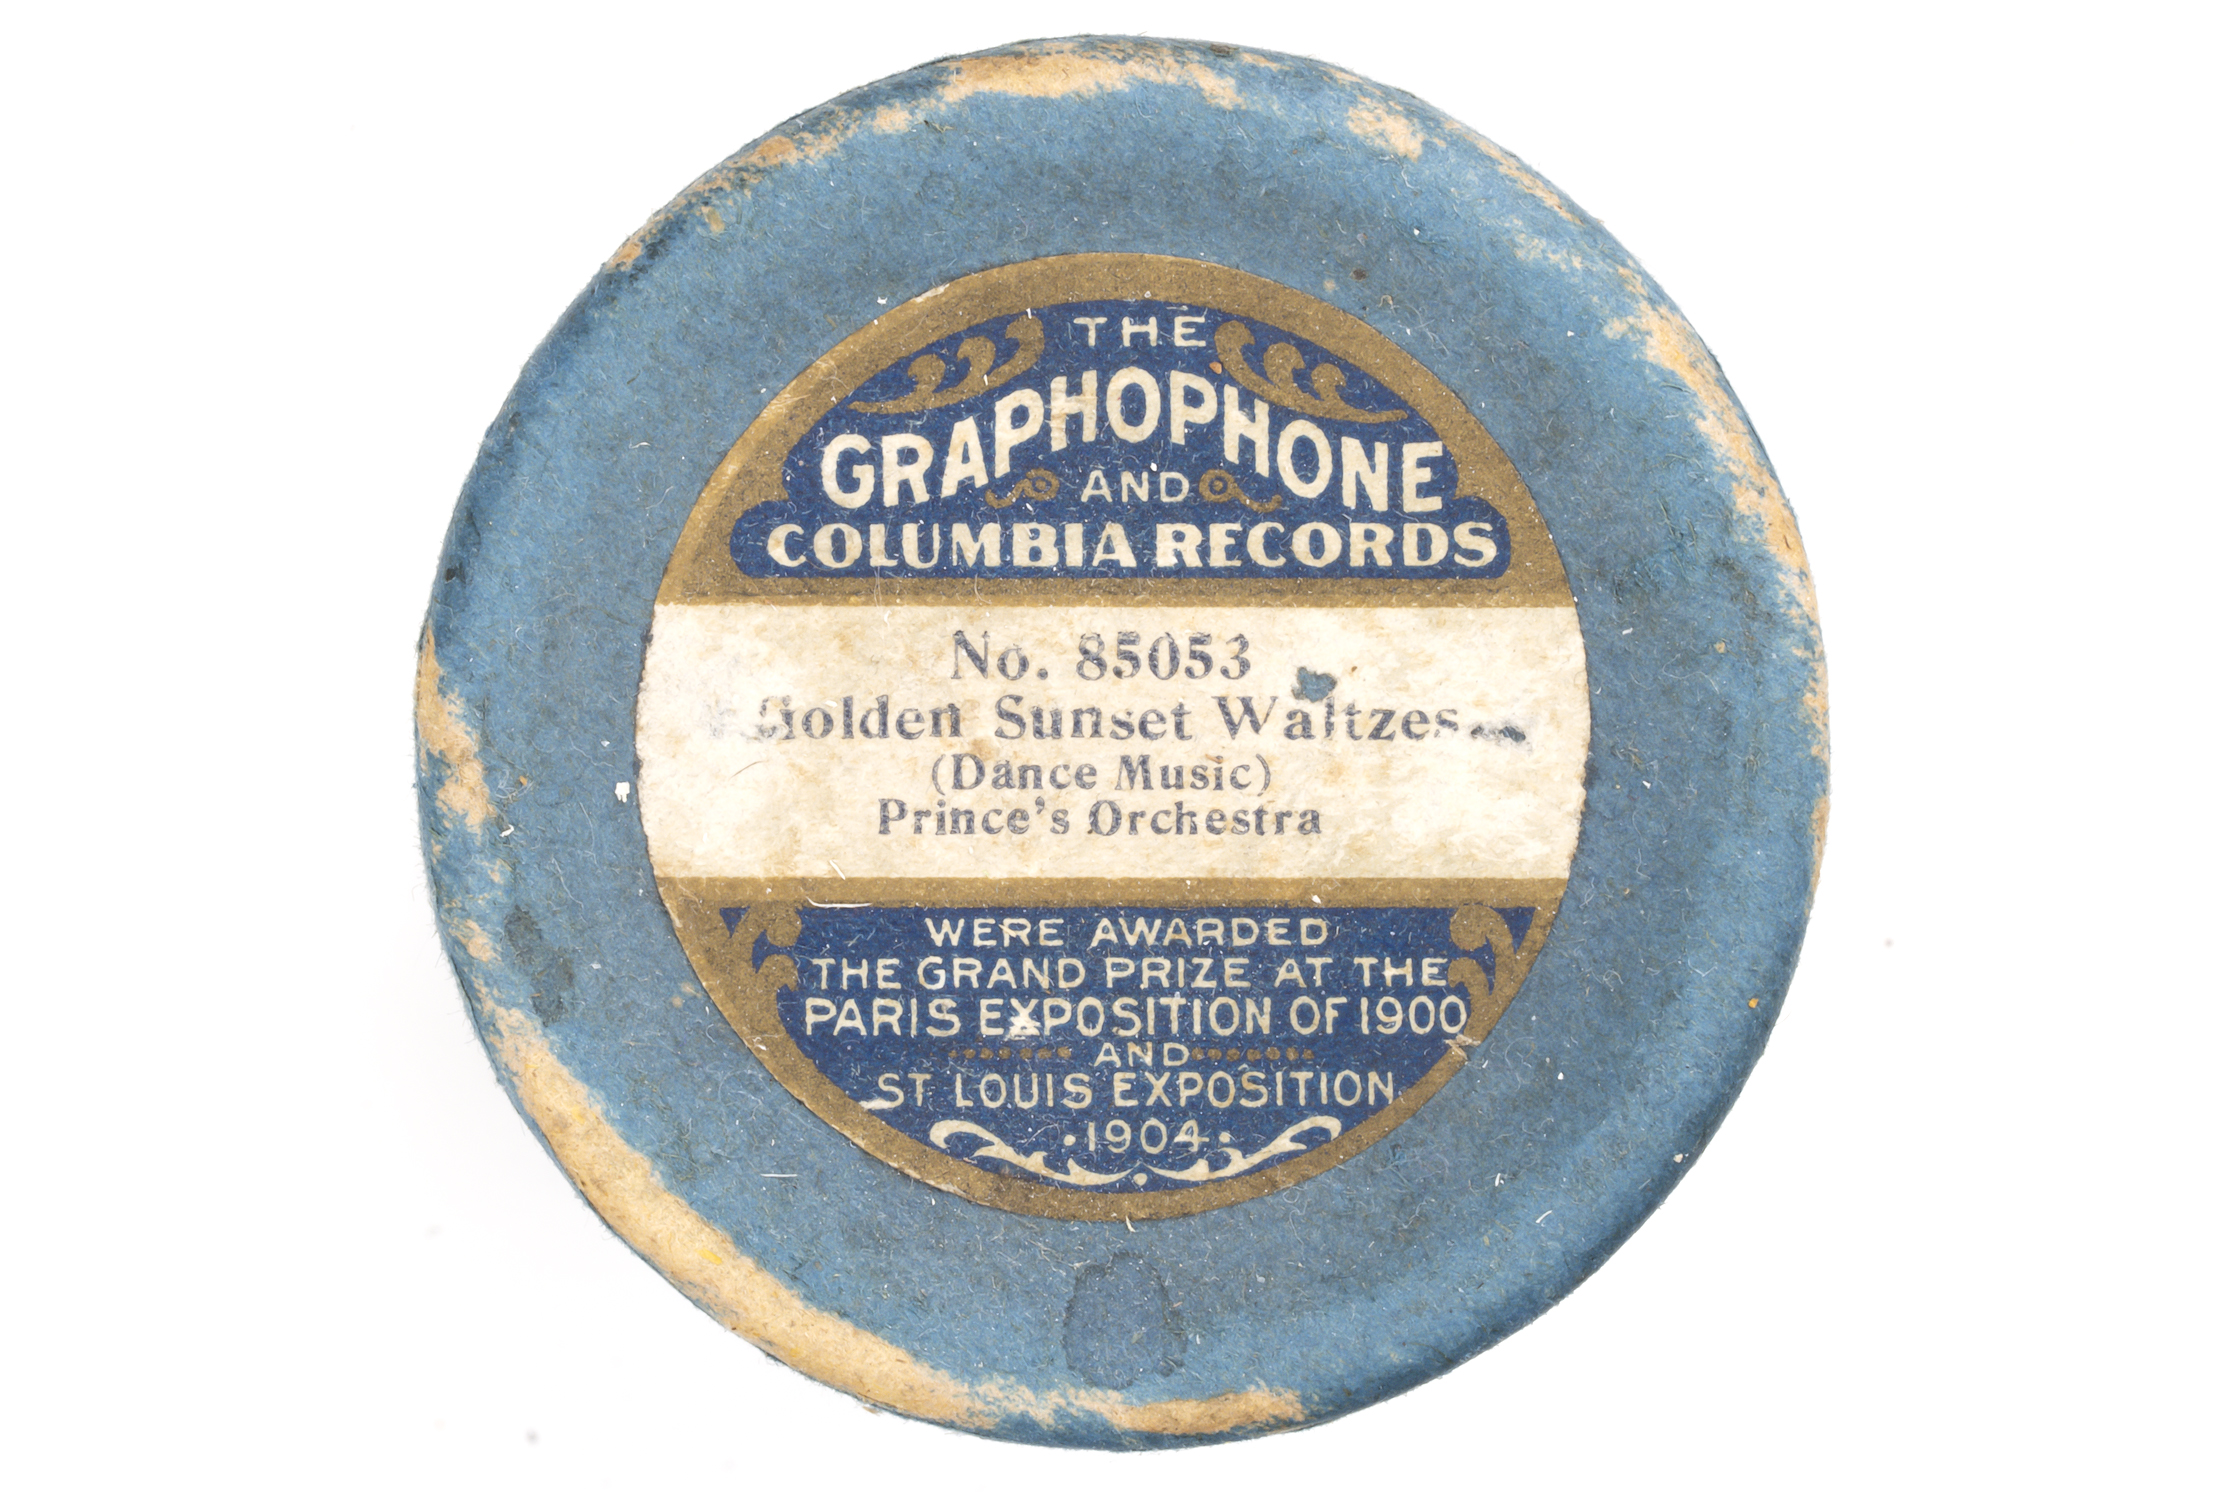 THE
GRAPHOPHONE
AND
COLUMBIA RECORDS
No. 85053
Golden Sunset Waltzes
(Dance Music)
Prince's Orchestra
WERE AWARDED
THE GRAND PRIZE AT THE
PARIS EXPOSITION OF 1900
AND
ST LOUIS EXPOSITION
·1904·